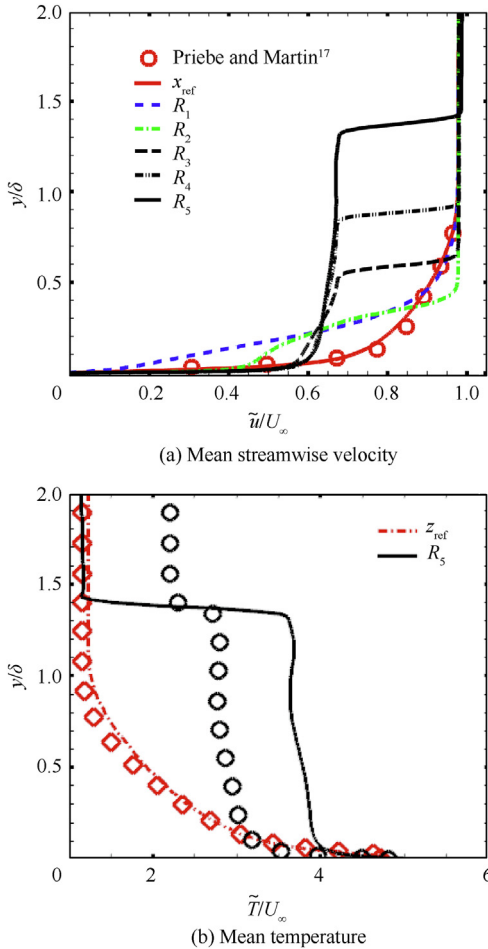 2.0
1.5
1.0
0.5
y/δ
Priebe and Martin¹⁷
x_ref
R₁
R₂
R₃
R₄
R₅
0 0.2 0.4 0.6 0.8 1.0
ũ/U∞
(a) Mean streamwise velocity
2.0
1.5
1.0
0.5
y/δ
z_ref
R₅
0 2 4 6
T̃/U∞
(b) Mean temperature